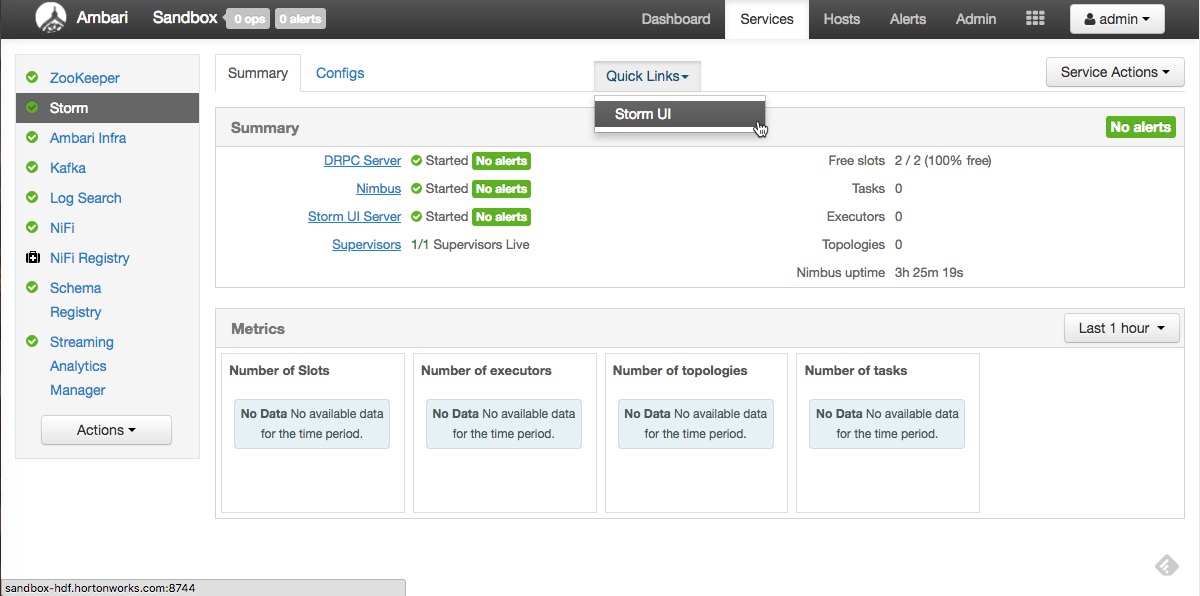 Ambari Sandbox 0 ops 0 alerts Dashboard Services Hosts Alerts Admin admin
ZooKeeper
Storm
Ambari Infra
Kafka
Log Search
NiFi
NiFi Registry
Schema
Registry
Streaming
Analytics
Manager
Actions
Summary Configs Quick Links Service Actions
Storm UI
Summary No alerts
DRPC Server Started No alerts Free slots 2 / 2 (100% free)
Nimbus Started No alerts Tasks 0
Storm UI Server Started No alerts Executors 0
Supervisors 1/1 Supervisors Live Topologies 0
Nimbus uptime 3h 25m 19s
Metrics Last 1 hour
Number of Slots Number of executors Number of topologies Number of tasks
No Data No available data No Data No available data No Data No available data No Data No available data
for the time period. for the time period. for the time period. for the time period.
sandbox-hdf.hortonworks.com:8744